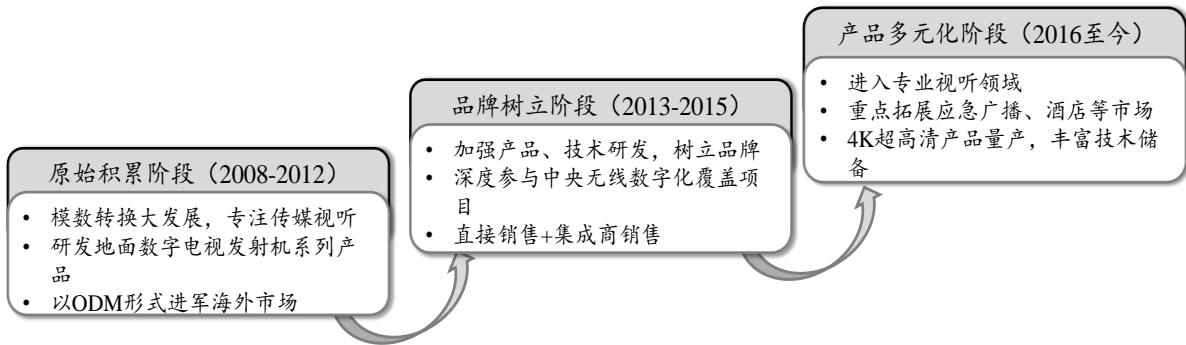 原始积累阶段（2008-2012）
• 模数转换大发展，专注传媒视听
• 研发地面数字电视发射机系列产
品
• 以ODM形式进军海外市场
品牌树立阶段（2013-2015）
• 加强产品、技术研发，树立品牌
• 深度参与中央无线数字化覆盖项
目
• 直接销售+集成商销售
产品多元化阶段（2016至今）
• 进入专业视听领域
• 重点拓展应急广播、酒店等市场
• 4K超高清产品量产，丰富技术储
备